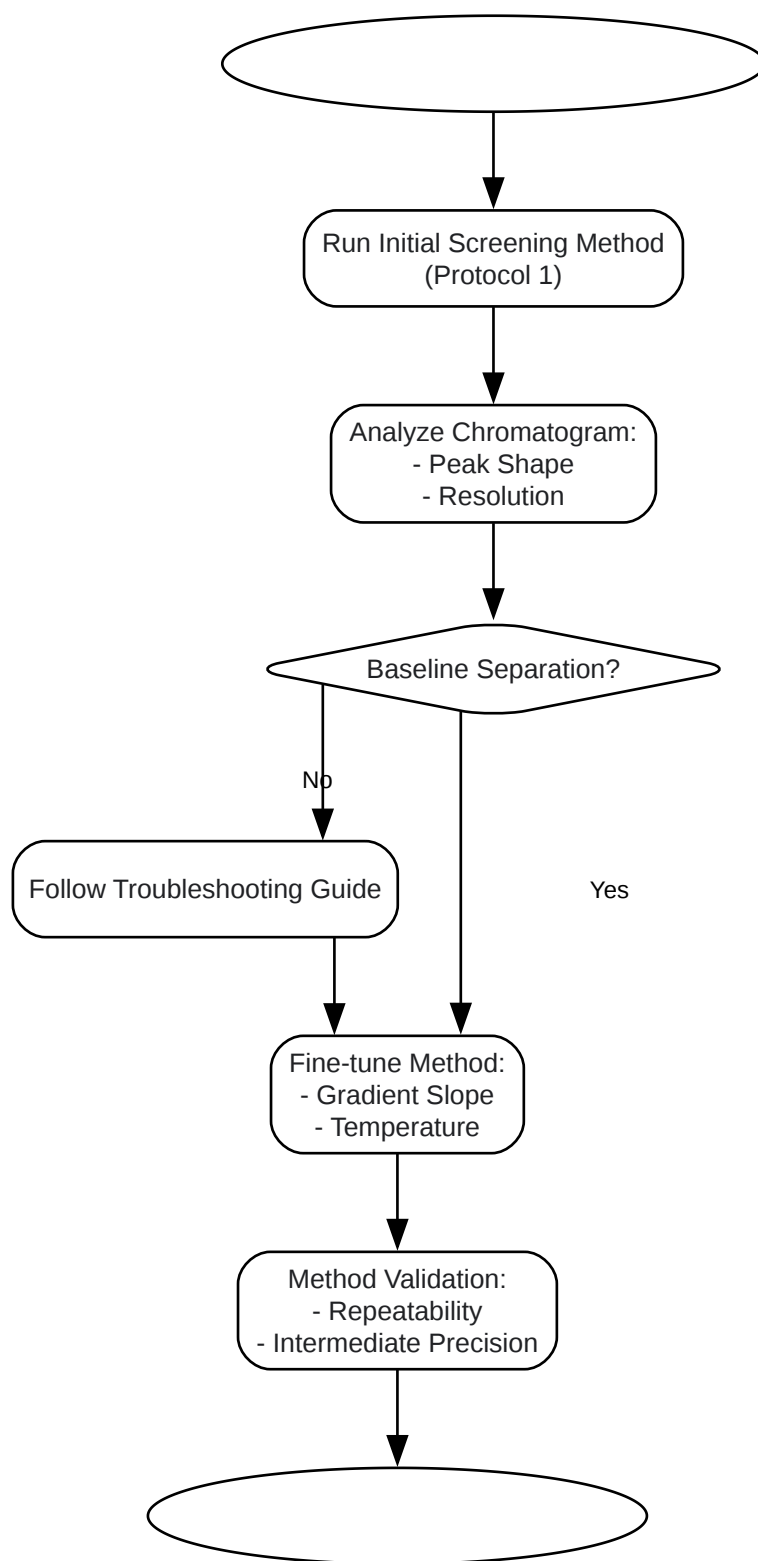 Run Initial Screening Method
(Protocol 1)
Analyze Chromatogram:
- Peak Shape
- Resolution
Baseline Separation?
No
Follow Troubleshooting Guide
Yes
Fine-tune Method:
- Gradient Slope
- Temperature
Method Validation:
- Repeatability
- Intermediate Precision